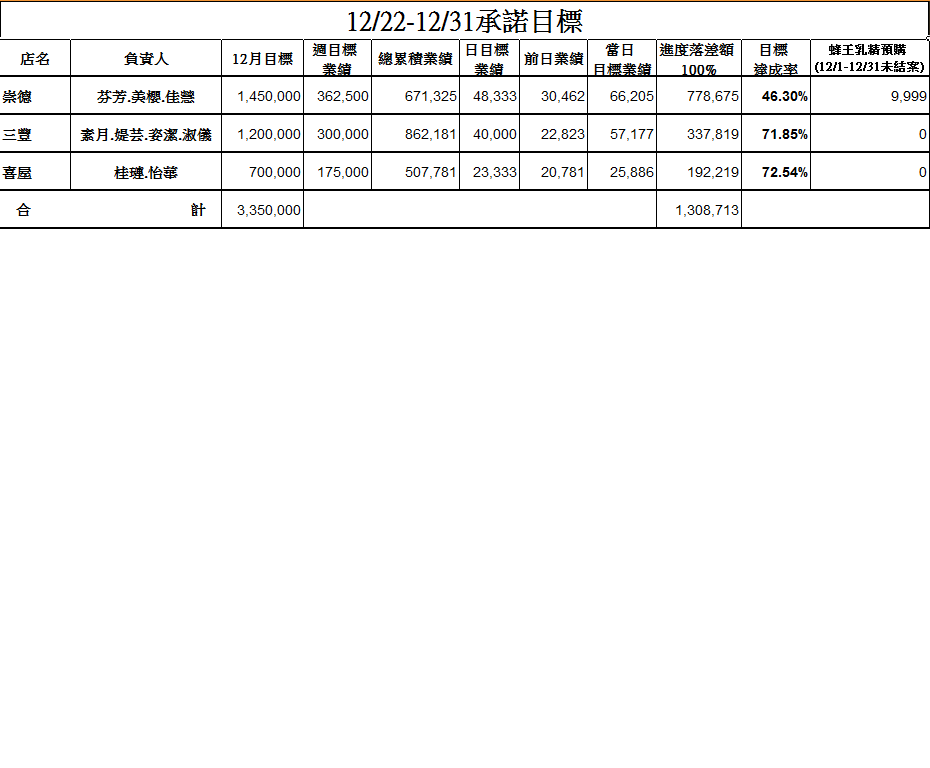 12/22-12/31承諾目標
店名 負責人 12月目標 週目標業績 總累積業績 日目標業績 前日業績 當日目標業績 進度落差額100% 目標達成率 蜂王乳精預購(12/1-12/31未結案)
崇德 芬芳.美櫻.佳慧 1,450,000 362,500 671,325 48,333 30,462 66,205 778,675 46.30% 9,999
三豐 素月.媞芸.姿潔.淑儀 1,200,000 300,000 862,181 40,000 22,823 57,177 337,819 71.85% 0
喜屋 桂璉.怡華 700,000 175,000 507,781 23,333 20,781 25,886 192,219 72.54% 0
合 計 3,350,000 1,308,713